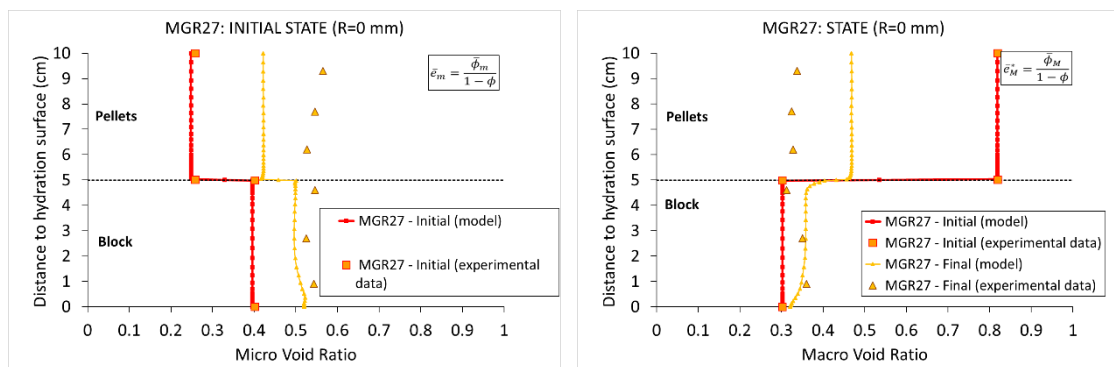 MGR27: INITIAL STATE (R=0 mm)
10
9
8
7
6
5
4
3
2
1
0
Distance to hydration surface (cm)
Pellets
Block
ē_m = ϕ̄_m / (1 − ϕ)
MGR27 - Initial (model)
MGR27 - Initial (experimental
data)
0 0.1 0.2 0.3 0.4 0.5 0.6 0.7 0.8 0.9 1
Micro Void Ratio
MGR27: STATE (R=0 mm)
10
9
8
7
6
5
4
3
2
1
0
Distance to hydration surface (cm)
Pellets
Block
ē*_M = ϕ̄_M / (1 − ϕ)
MGR27 - Initial (model)
MGR27 - Initial (experimental data)
MGR27 - Final (model)
MGR27 - Final (experimental data)
0 0.1 0.2 0.3 0.4 0.5 0.6 0.7 0.8 0.9 1
Macro Void Ratio